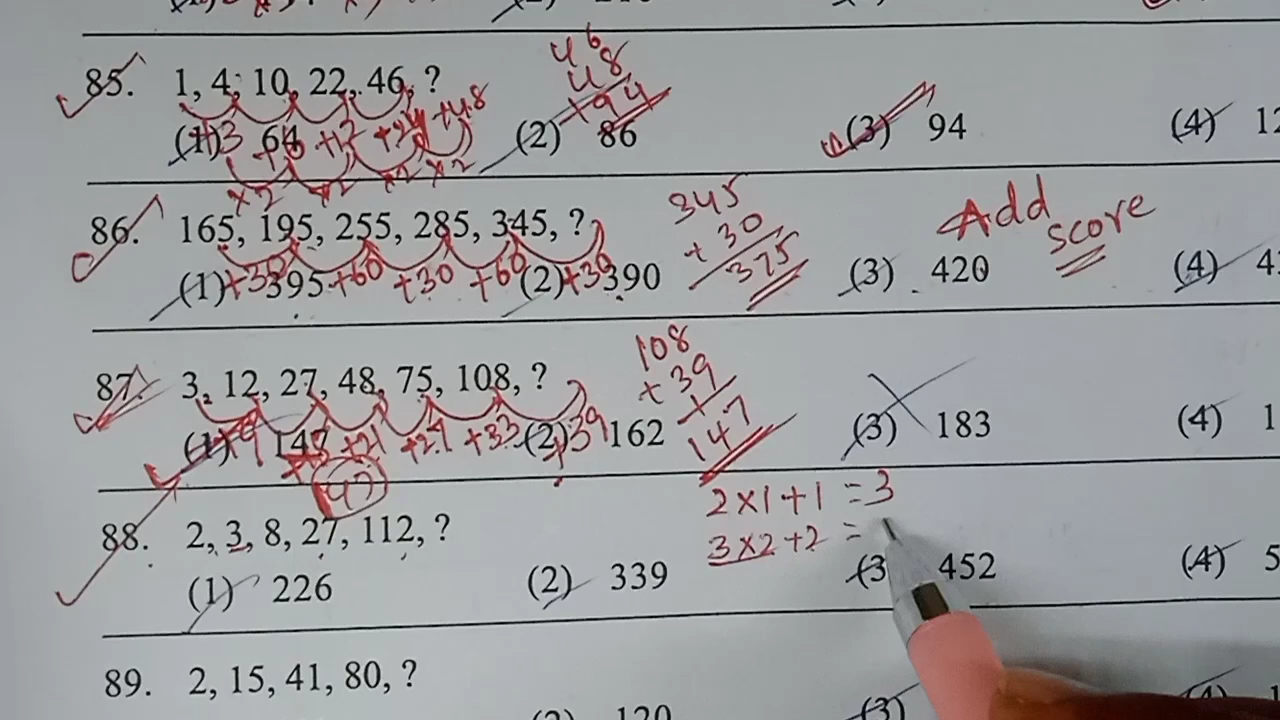 85. 1, 4, 10, 22, 46, ?
46
48
+94
(1) 64 (2) 86 (3) 94 (4) 12
+3 +6 +12 +24 +48
×2 ×2 ×2 ×2
86. 165, 195, 255, 285, 345, ?
345
+ 30
375
Add
score
(1) 395 (2) 390 (3) 420 (4) 4
+30 +60 +30 +60 +30
87. 3, 12, 27, 48, 75, 108, ?
108
+ 39
147
(1) 147 (2) 162 (3) 183 (4) 1
+9 +15 +21 +27 +33 39
88. 2, 3, 8, 27, 112, ?
2×1+1 =3
3×2+2 =
(1) 226 (2) 339 (3 452 (4) 5
89. 2, 15, 41, 80, ?
(2) 120 (3) (4) 1